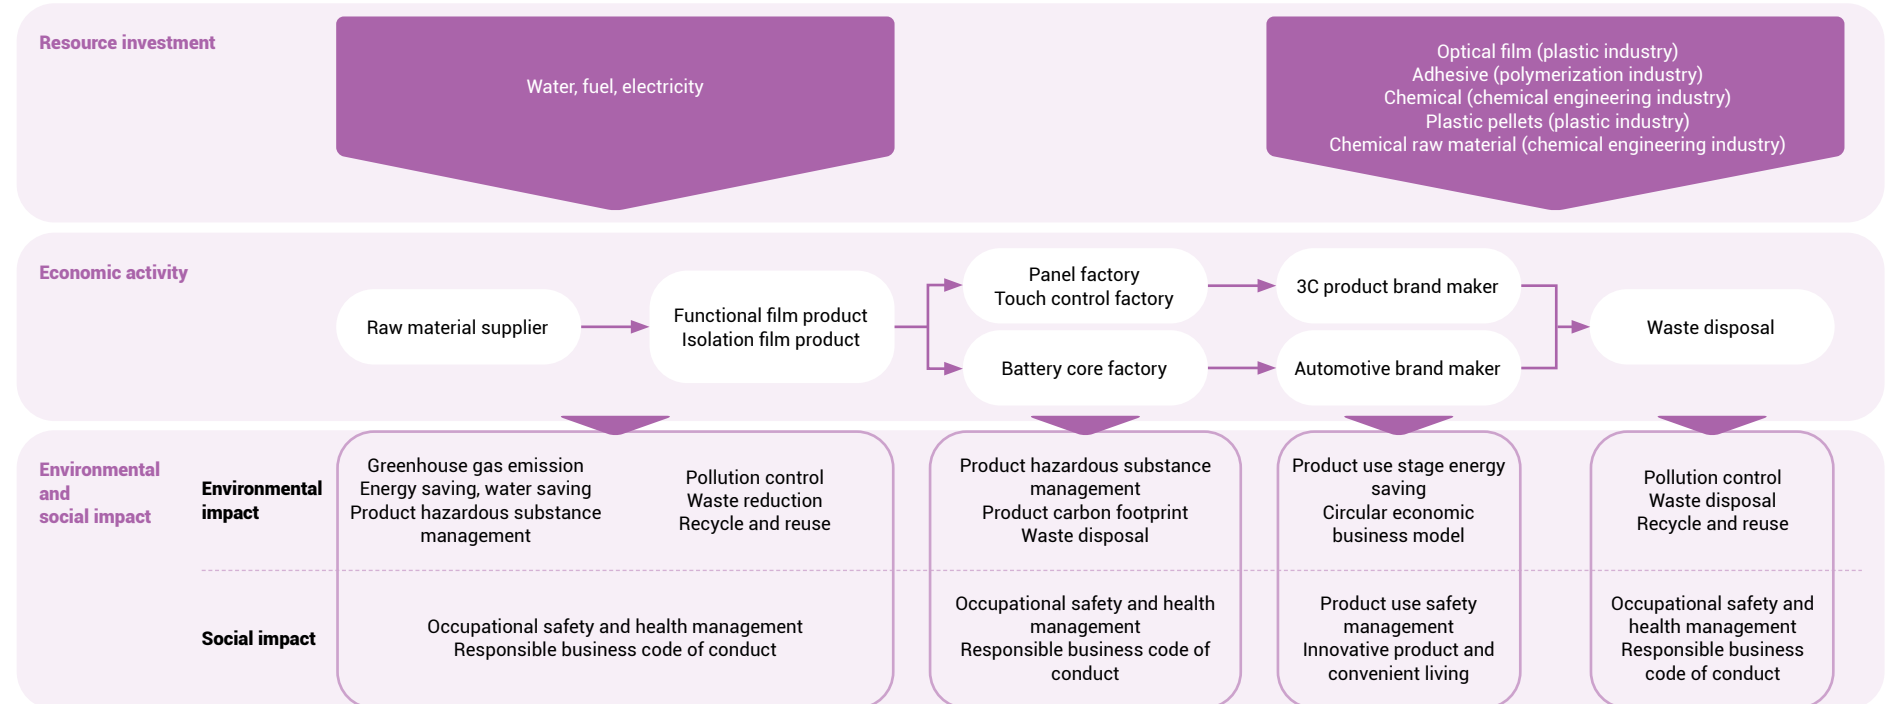 Resource investment
Water, fuel, electricity
Optical film (plastic industry)
Adhesive (polymerization industry)
Chemical (chemical engineering industry)
Plastic pellets (plastic industry)
Chemical raw material (chemical engineering industry)
Economic activity
Raw material supplier
Functional film product
Isolation film product
Panel factory
Touch control factory
Battery core factory
3C product brand maker
Automotive brand maker
Waste disposal
Environmental
and
social impact
Environmental
impact
Greenhouse gas emission
Energy saving, water saving
Product hazardous substance
management
Pollution control
Waste reduction
Recycle and reuse
Product hazardous substance
management
Product carbon footprint
Waste disposal
Product use stage energy
saving
Circular economic
business model
Pollution control
Waste disposal
Recycle and reuse
Social impact
Occupational safety and health management
Responsible business code of conduct
Occupational safety and health
management
Responsible business code of
conduct
Product use safety
management
Innovative product and
convenient living
Occupational safety and
health management
Responsible business
code of conduct